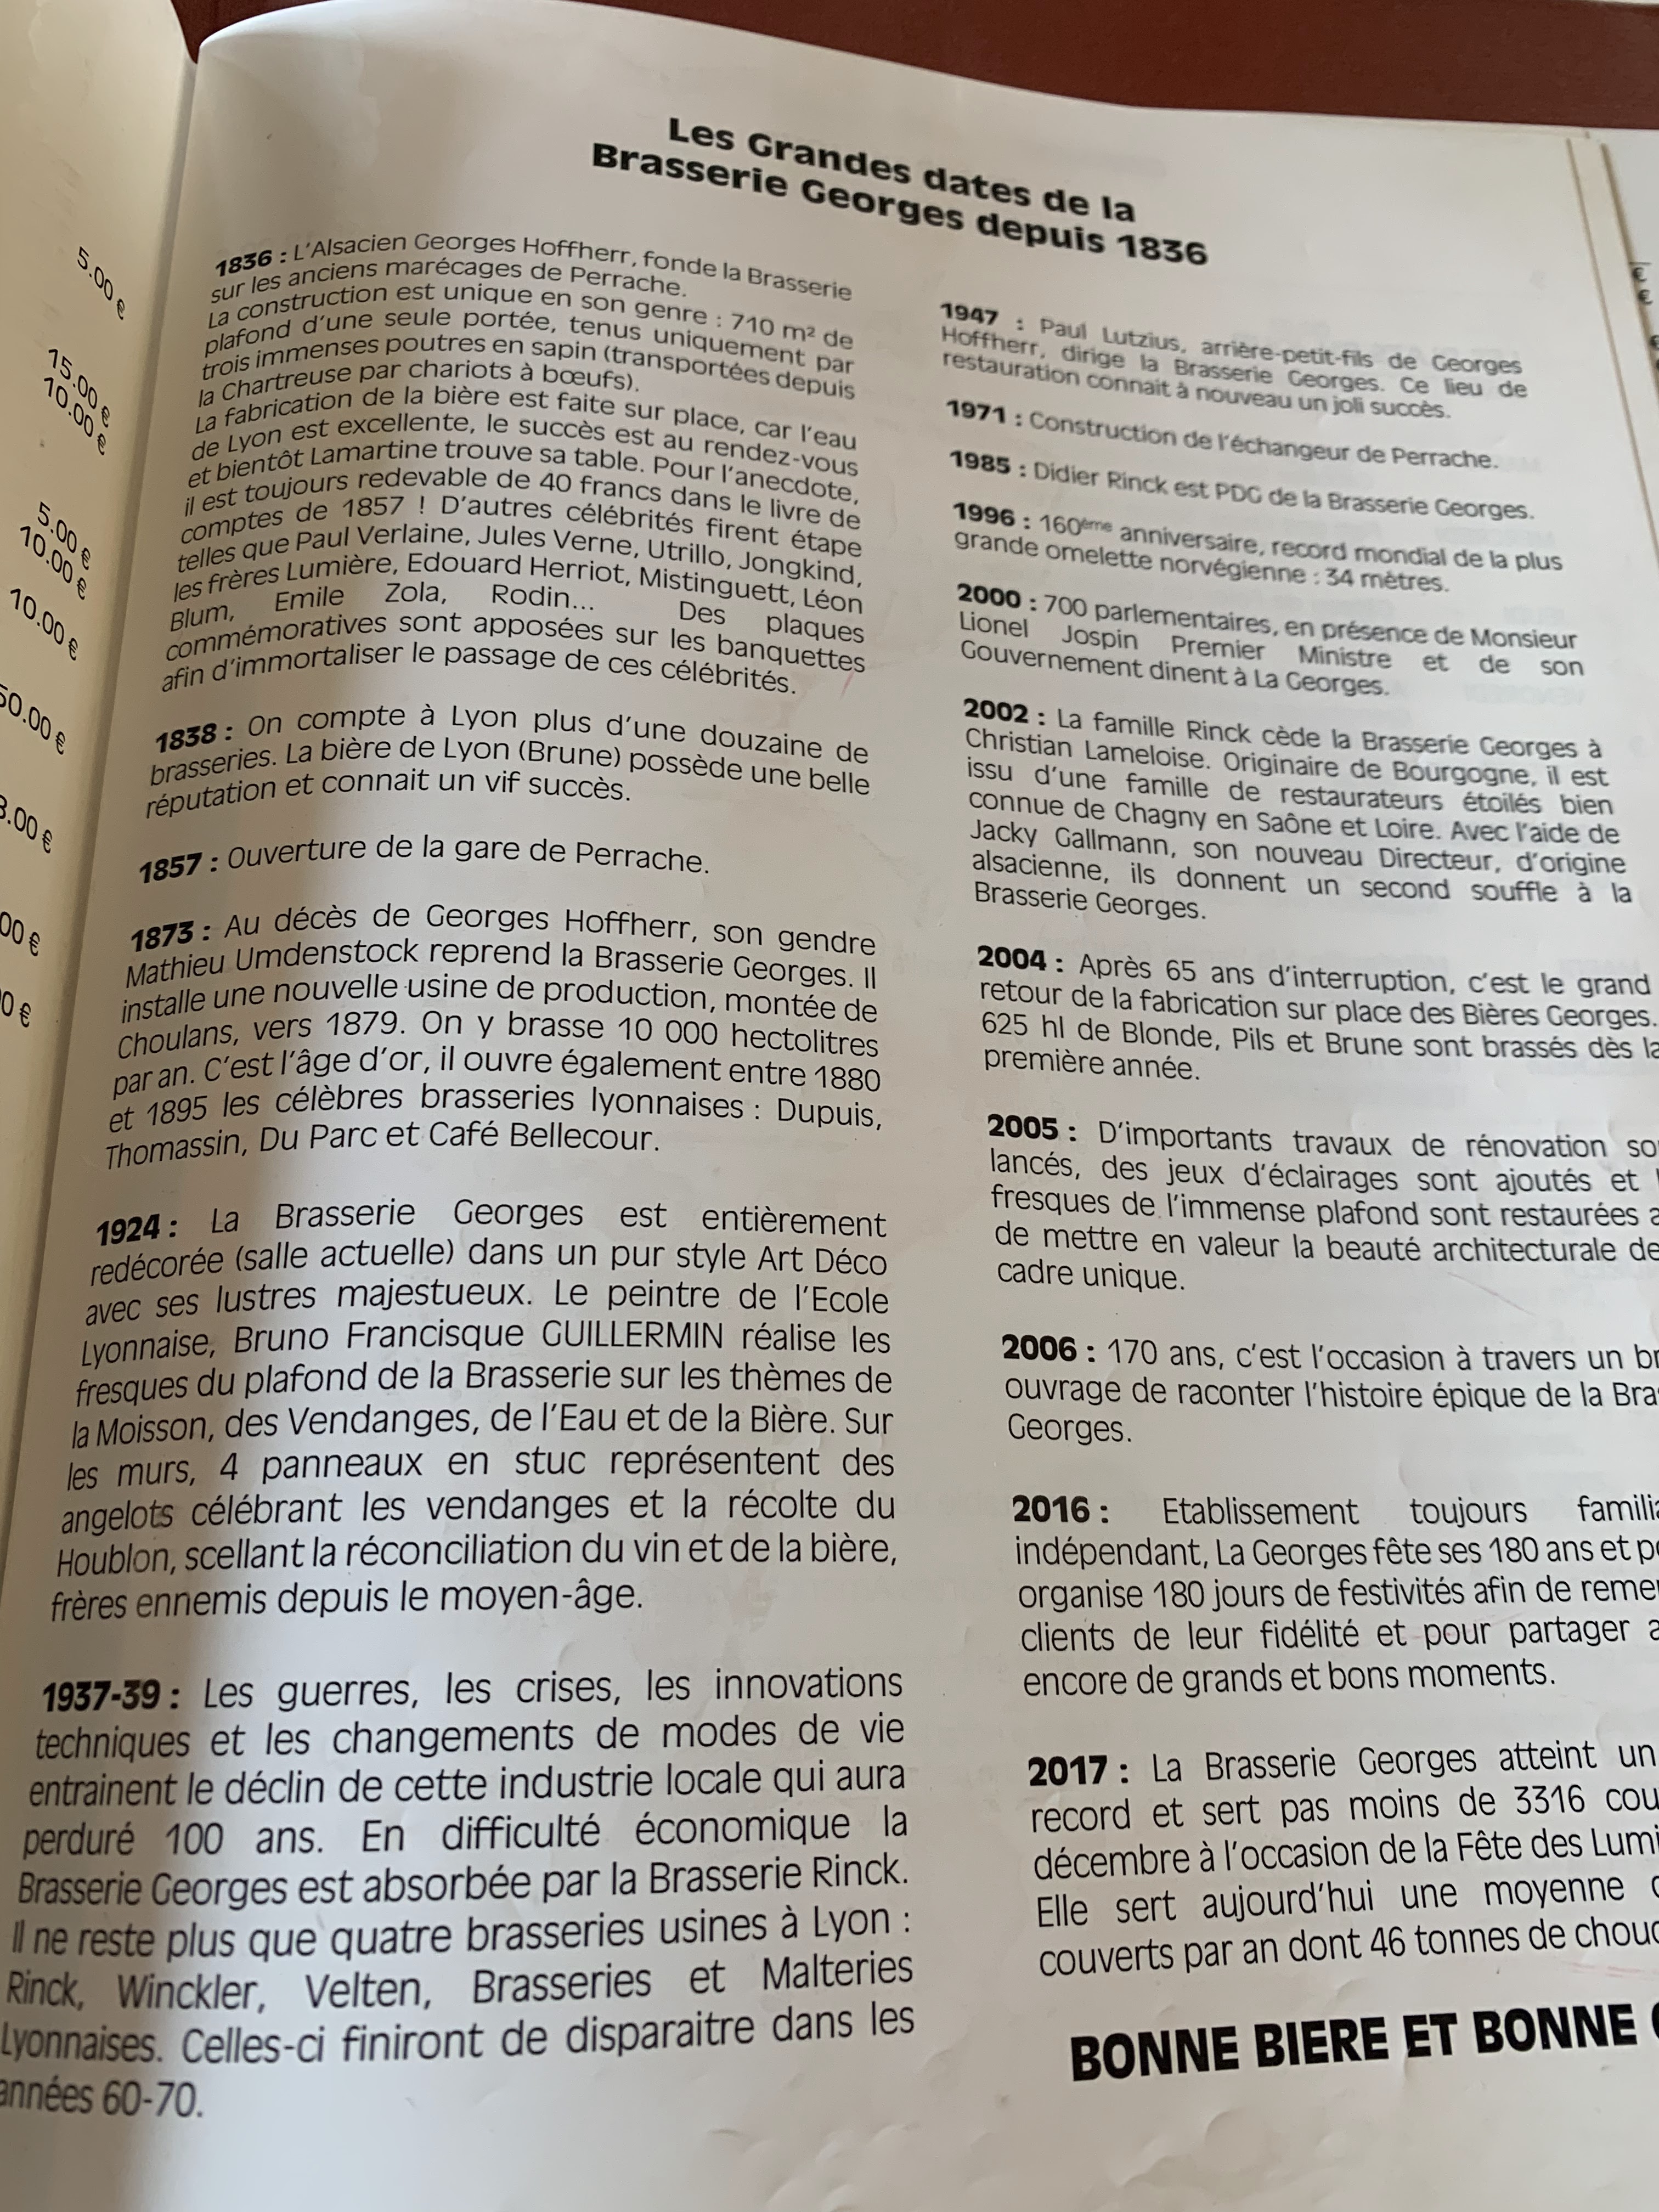 Les Grandes dates de la
Brasserie Georges depuis 1836
1836 : L'Alsacien Georges Hoffherr, fonde la Brasserie
sur les anciens marécages de Perrache.
La construction est unique en son genre : 710 m² de
plafond d'une seule portée, tenus uniquement par
trois immenses poutres en sapin (transportées depuis
la Chartreuse par chariots à bœufs).
La fabrication de la bière est faite sur place, car l'eau
de Lyon est excellente, le succès est au rendez-vous
et bientôt Lamartine trouve sa table. Pour l'anecdote,
il est toujours redevable de 40 francs dans le livre de
comptes de 1857 ! D'autres célébrités firent étape
telles que Paul Verlaine, Jules Verne, Utrillo, Jongkind,
les frères Lumière, Edouard Herriot, Mistinguett, Léon
Blum, Emile Zola, Rodin... Des plaques
commémoratives sont apposées sur les banquettes
afin d'immortaliser le passage de ces célébrités.
1838 : On compte à Lyon plus d'une douzaine de
brasseries. La bière de Lyon (Brune) possède une belle
réputation et connait un vif succès.
1857 : Ouverture de la gare de Perrache.
1873 : Au décès de Georges Hoffherr, son gendre
Mathieu Umdenstock reprend la Brasserie Georges. Il
installe une nouvelle usine de production, montée de
Choulans, vers 1879. On y brasse 10 000 hectolitres
par an. C'est l'âge d'or, il ouvre également entre 1880
et 1895 les célèbres brasseries lyonnaises : Dupuis,
Thomassin, Du Parc et Café Bellecour.
1924 : La Brasserie Georges est entièrement
redécorée (salle actuelle) dans un pur style Art Déco
avec ses lustres majestueux. Le peintre de l'Ecole
Lyonnaise, Bruno Francisque GUILLERMIN réalise les
fresques du plafond de la Brasserie sur les thèmes de
la Moisson, des Vendanges, de l'Eau et de la Bière. Sur
les murs, 4 panneaux en stuc représentent des
angelots célébrant les vendanges et la récolte du
Houblon, scellant la réconciliation du vin et de la bière,
frères ennemis depuis le moyen-âge.
1937-39 : Les guerres, les crises, les innovations
techniques et les changements de modes de vie
entrainent le déclin de cette industrie locale qui aura
perduré 100 ans. En difficulté économique la
Brasserie Georges est absorbée par la Brasserie Rinck.
Il ne reste plus que quatre brasseries usines à Lyon :
Rinck, Winckler, Velten, Brasseries et Malteries
Lyonnaises. Celles-ci finiront de disparaitre dans les
années 60-70.
1947 : Paul Lutzius, arrière-petit-fils de Georges
Hoffherr, dirige la Brasserie Georges. Ce lieu de
restauration connait à nouveau un joli succès.
1971 : Construction de l'échangeur de Perrache.
1985 : Didier Rinck est PDG de la Brasserie Georges.
1996 : 160ème anniversaire, record mondial de la plus
grande omelette norvégienne : 34 mètres.
2000 : 700 parlementaires, en présence de Monsieur
Lionel Jospin Premier Ministre et de son
Gouvernement dinent à La Georges.
2002 : La famille Rinck cède la Brasserie Georges à
Christian Lameloise. Originaire de Bourgogne, il est
issu d'une famille de restaurateurs étoilés bien
connue de Chagny en Saône et Loire. Avec l'aide de
Jacky Gallmann, son nouveau Directeur, d'origine
alsacienne, ils donnent un second souffle à la
Brasserie Georges.
2004 : Après 65 ans d'interruption, c'est le grand
retour de la fabrication sur place des Bières Georges.
625 hl de Blonde, Pils et Brune sont brassés dès la
première année.
2005 : D'importants travaux de rénovation so
lancés, des jeux d'éclairages sont ajoutés et
fresques de l'immense plafond sont restaurées a
de mettre en valeur la beauté architecturale de
cadre unique.
2006 : 170 ans, c'est l'occasion à travers un br
ouvrage de raconter l'histoire épique de la Bra
Georges.
2016 : Etablissement toujours famili
indépendant, La Georges fête ses 180 ans et p
organise 180 jours de festivités afin de reme
clients de leur fidélité et pour partager a
encore de grands et bons moments.
2017 : La Brasserie Georges atteint un
record et sert pas moins de 3316 cou
décembre à l'occasion de la Fête des Lumi
Elle sert aujourd'hui une moyenne
couverts par an dont 46 tonnes de chou
BONNE BIERE ET BONNE
5.00 €
15.00 €
10.00 €
5.00 €
10.00 €
10.00 €
50.00 €
8.00 €
00 €
0 €
€
€